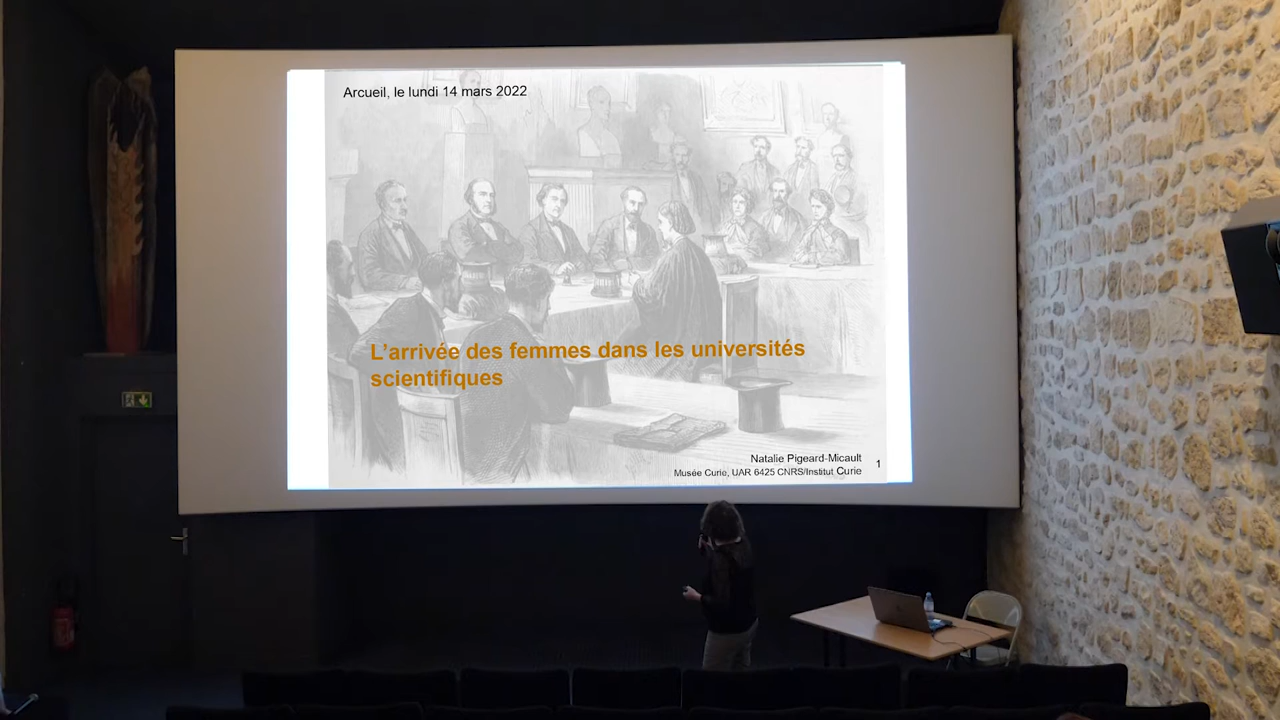 Arcueil, le lundi 14 mars 2022
L'arrivée des femmes dans les universités
scientifiques
Natalie Pigeard-Micault
Musée Curie, UAR 6425 CNRS/Institut Curie
1